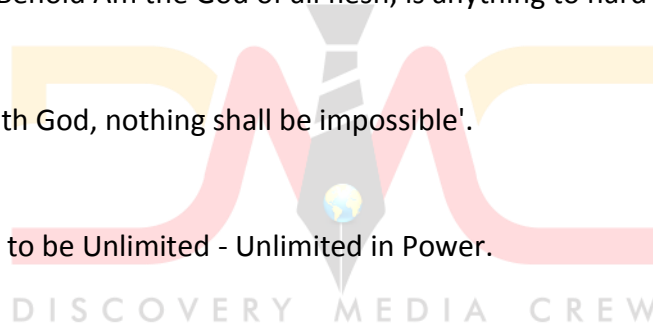 Behold Am the God of all flesh, is anything to hard
th God, nothing shall be impossible'.
to be Unlimited - Unlimited in Power.
DISCOVERY MEDIA CREW